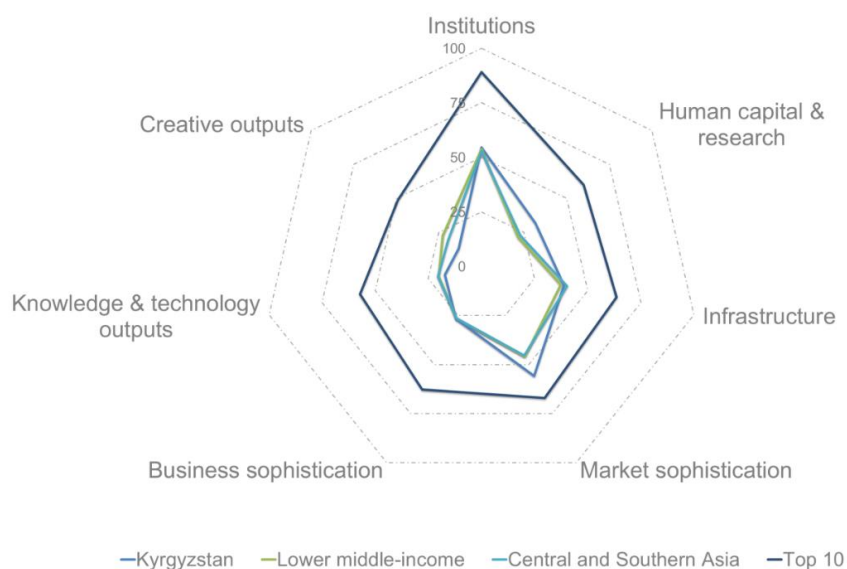 Institutions
100
Human capital &
research
75
Creative outputs
50
25
0
Knowledge & technology
outputs
Infrastructure
Business sophistication
Market sophistication
Kyrgyzstan
Lower middle-income
Central and Southern Asia
Top 10